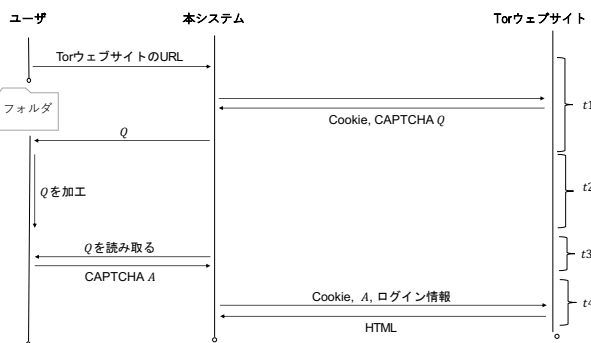 ユーザ
本システム
Torウェブサイト
TorウェブサイトのURL
フォルダ
Cookie, CAPTCHA Q
t1
Q
Qを加工
t2
Qを読み取る
t3
CAPTCHA A
Cookie, A, ログイン情報
t4
HTML